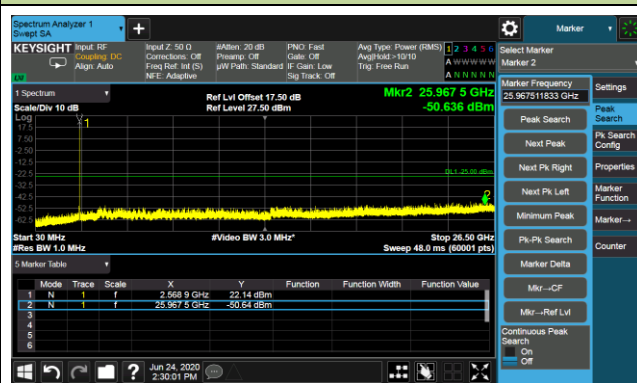 Spectrum Analyzer 1
Swept SA
+
Marker
KEYSIGHT
Input: RF
Coupling: DC
Align: Auto
Input Z: 50 Ω
Corrections: Off
Freq Ref: Int (S)
NFE: Adaptive
#Atten: 20 dB
Preamp: Off
µW Path: Standard
PNO: Fast
Gate: Off
IF Gain: Low
Sig Track: Off
Avg Type: Power (RMS)
Avg|Hold:>10/10
Trig: Free Run
1 2 3 4 5 6
A W W W W W
A N N N N N
Select Marker
Marker 2
1 Spectrum
Scale/Div 10 dB
Ref Lvl Offset 17.50 dB
Ref Level 27.50 dBm
Mkr2 25.967 5 GHz
-50.636 dBm
Log
17.5
7.50
-2.50
-12.5
-22.5
-32.5
-42.5
-52.5
-62.5
1
DL1 -25.00 dBm
2
Start 30 MHz
#Res BW 1.0 MHz
#Video BW 3.0 MHz*
Stop 26.50 GHz
Sweep 48.0 ms (60001 pts)
5 Marker Table
Mode Trace Scale X Y Function Function Width Function Value
1 N 1 f 2.568 9 GHz 22.14 dBm
2 N 1 f 25.967 5 GHz -50.64 dBm
3
4
5
6
Marker Frequency
25.967511833 GHz
Peak Search
Next Peak
Next Pk Right
Next Pk Left
Minimum Peak
Pk-Pk Search
Marker Delta
Mkr→CF
Mkr→Ref Lvl
Continuous Peak
Search
On
Off
Settings
Peak
Search
Pk Search
Config
Properties
Marker
Function
Marker→
Counter
?
Jun 24, 2020
2:30:01 PM